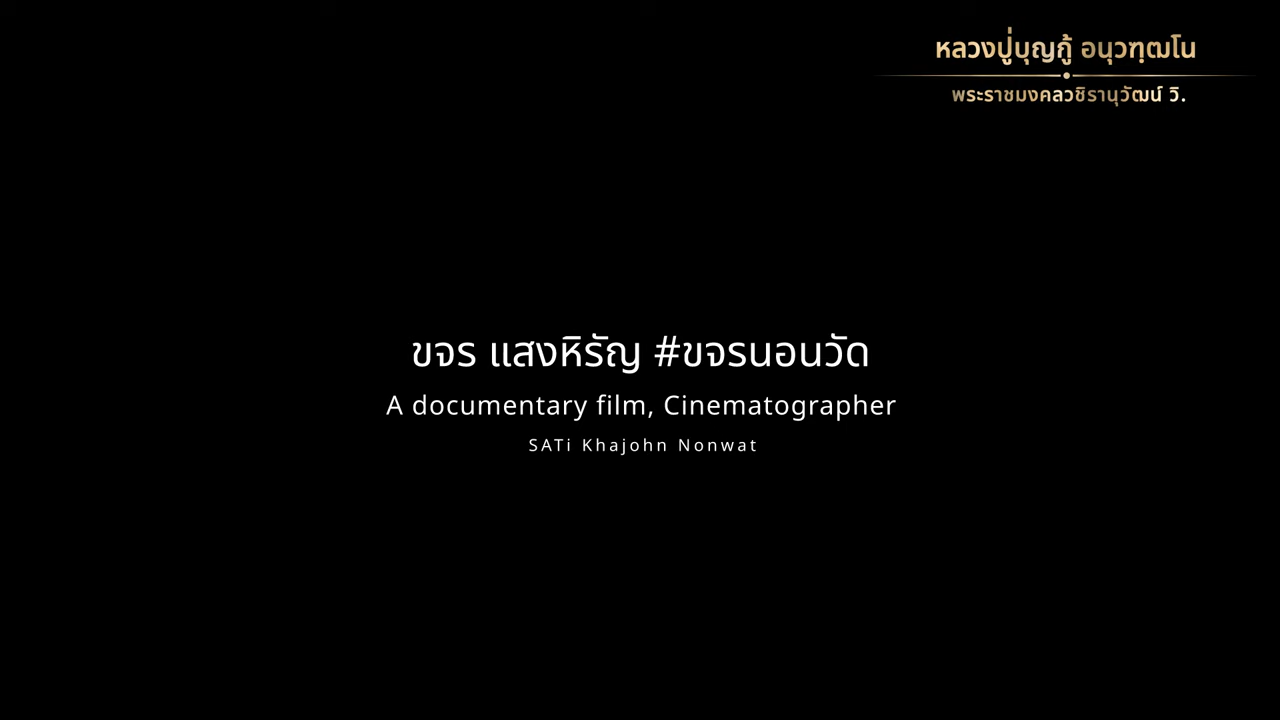 หลวงปู่บุญกู้ อนุวฑฺฒโน
พระราชมงคลวชิรานุวัฒน์ วิ.
ขจร แสงหิรัญ #ขจรนอนวัด
A documentary film, Cinematographer
SATi Khajohn Nonwat